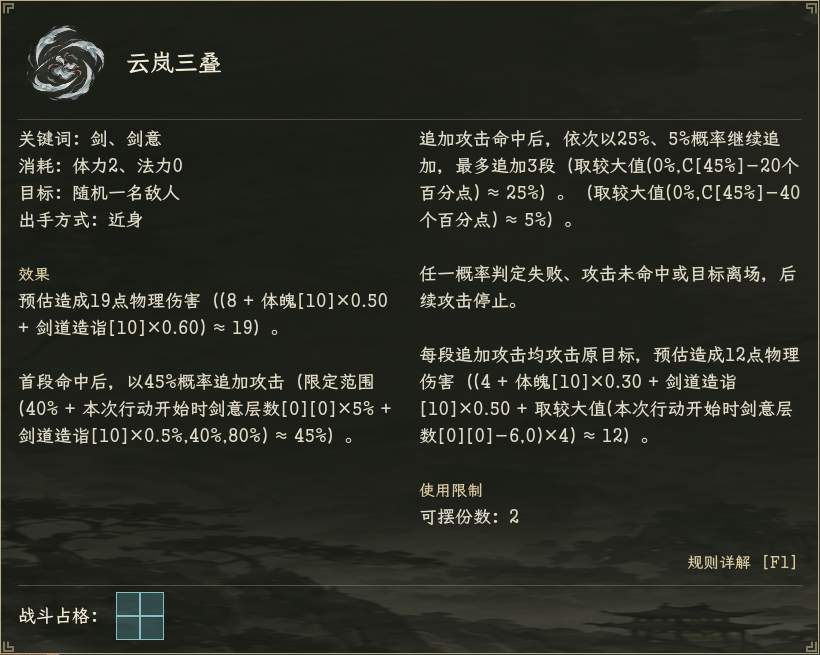 云岚三叠
关键词：剑、剑意
消耗：体力2、法力0
目标：随机一名敌人
出手方式：近身
效果
预估造成19点物理伤害（(8 + 体魄[10]×0.50
+ 剑道造诣[10]×0.60) ≈ 19）。
首段命中后，以45%概率追加攻击（限定范围
(40% + 本次行动开始时剑意层数[0][0]×5% +
剑道造诣[10]×0.5%,40%,80%) ≈ 45%）。
追加攻击命中后，依次以25%、5%概率继续追
加，最多追加3段（取较大值(0%,C[45%]−20个
百分点) ≈ 25%）。（取较大值(0%,C[45%]−40
个百分点) ≈ 5%）。
任一概率判定失败、攻击未命中或目标离场，后
续攻击停止。
每段追加攻击均攻击原目标，预估造成12点物理
伤害（(4 + 体魄[10]×0.30 + 剑道造诣
[10]×0.50 + 取较大值(本次行动开始时剑意层
数[0][0]−6,0)×4) ≈ 12）。
使用限制
可摆份数：2
规则详解 [F1]
战斗占格：